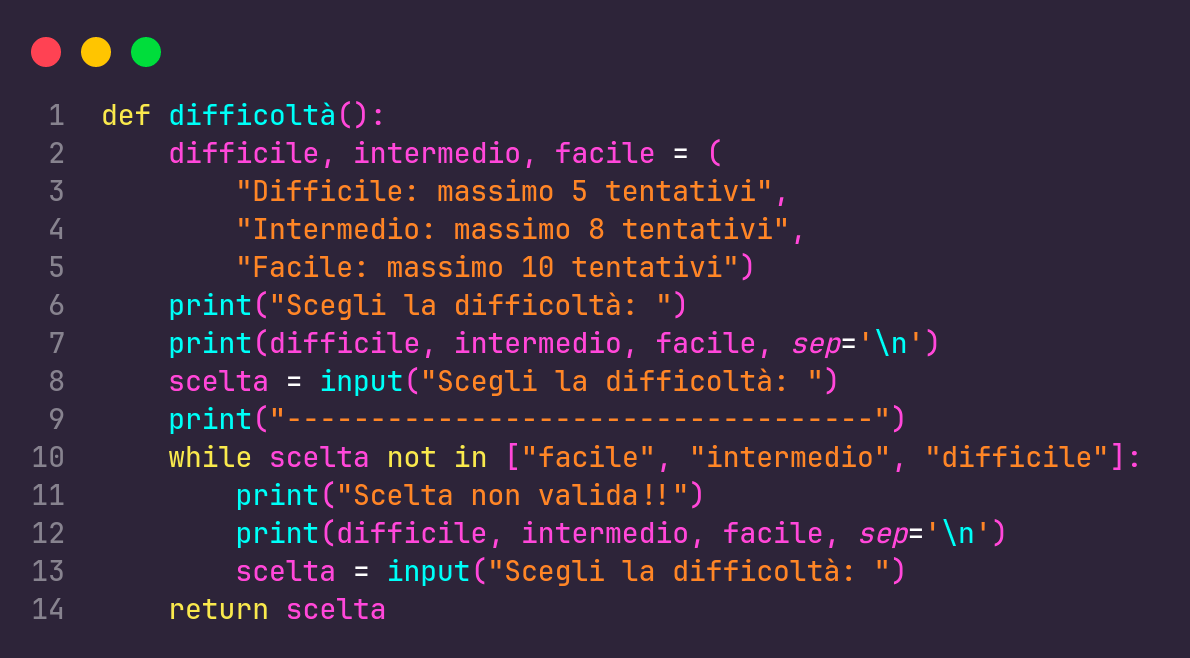 1 def difficoltà():
2     difficile, intermedio, facile = (
3         "Difficile: massimo 5 tentativi",
4         "Intermedio: massimo 8 tentativi",
5         "Facile: massimo 10 tentativi")
6     print("Scegli la difficoltà: ")
7     print(difficile, intermedio, facile, sep='\n')
8     scelta = input("Scegli la difficoltà: ")
9     print("-----------------------------------")
10     while scelta not in ["facile", "intermedio", "difficile"]:
11         print("Scelta non valida!!")
12         print(difficile, intermedio, facile, sep='\n')
13         scelta = input("Scegli la difficoltà: ")
14     return scelta